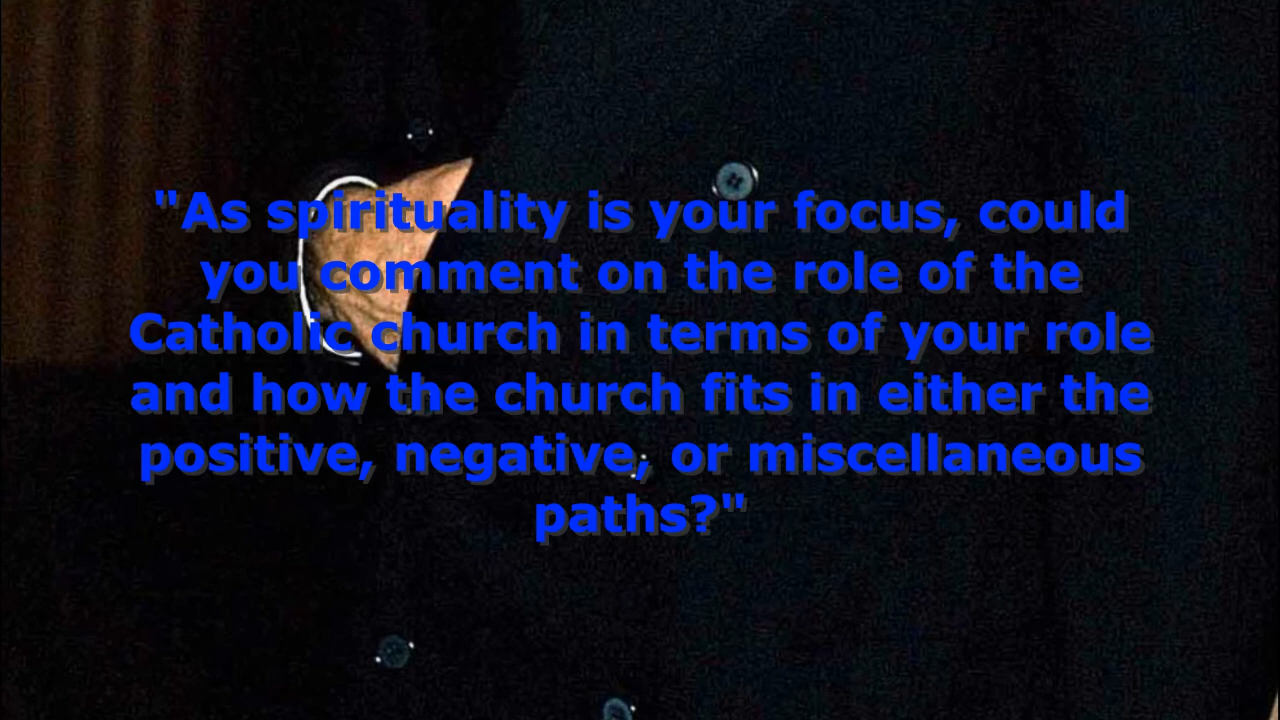 "As spirituality is your focus, could
you comment on the role of the
Catholic church in terms of your role
and how the church fits in either the
positive, negative, or miscellaneous
paths?"